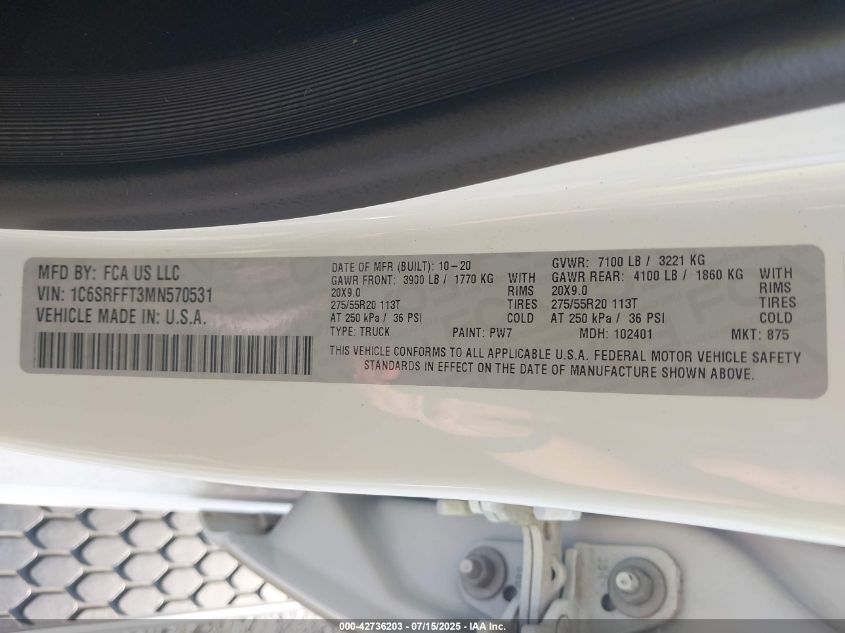 MFD BY: FCA US LLC
VIN: 1C6SRFFT3MN570531
VEHICLE MADE IN: U.S.A.
DATE OF MFR (BUILT): 10-20
GAWR FRONT: 3900 LB / 1770 KG WITH
20X9.0 RIMS
275/55R20 113T TIRES
AT 250 kPa / 36 PSI COLD
TYPE: TRUCK PAINT: PW7
GVWR: 7100 LB / 3221 KG
GAWR REAR: 4100 LB / 1860 KG WITH
20X9.0 RIMS
275/55R20 113T TIRES
AT 250 kPa / 36 PSI COLD
MDH: 102401 MKT: 875
THIS VEHICLE CONFORMS TO ALL APPLICABLE U.S.A. FEDERAL MOTOR VEHICLE SAFETY
STANDARDS IN EFFECT ON THE DATE OF MANUFACTURE SHOWN ABOVE.
000-42736203 - 07/15/2025 - IAA Inc.